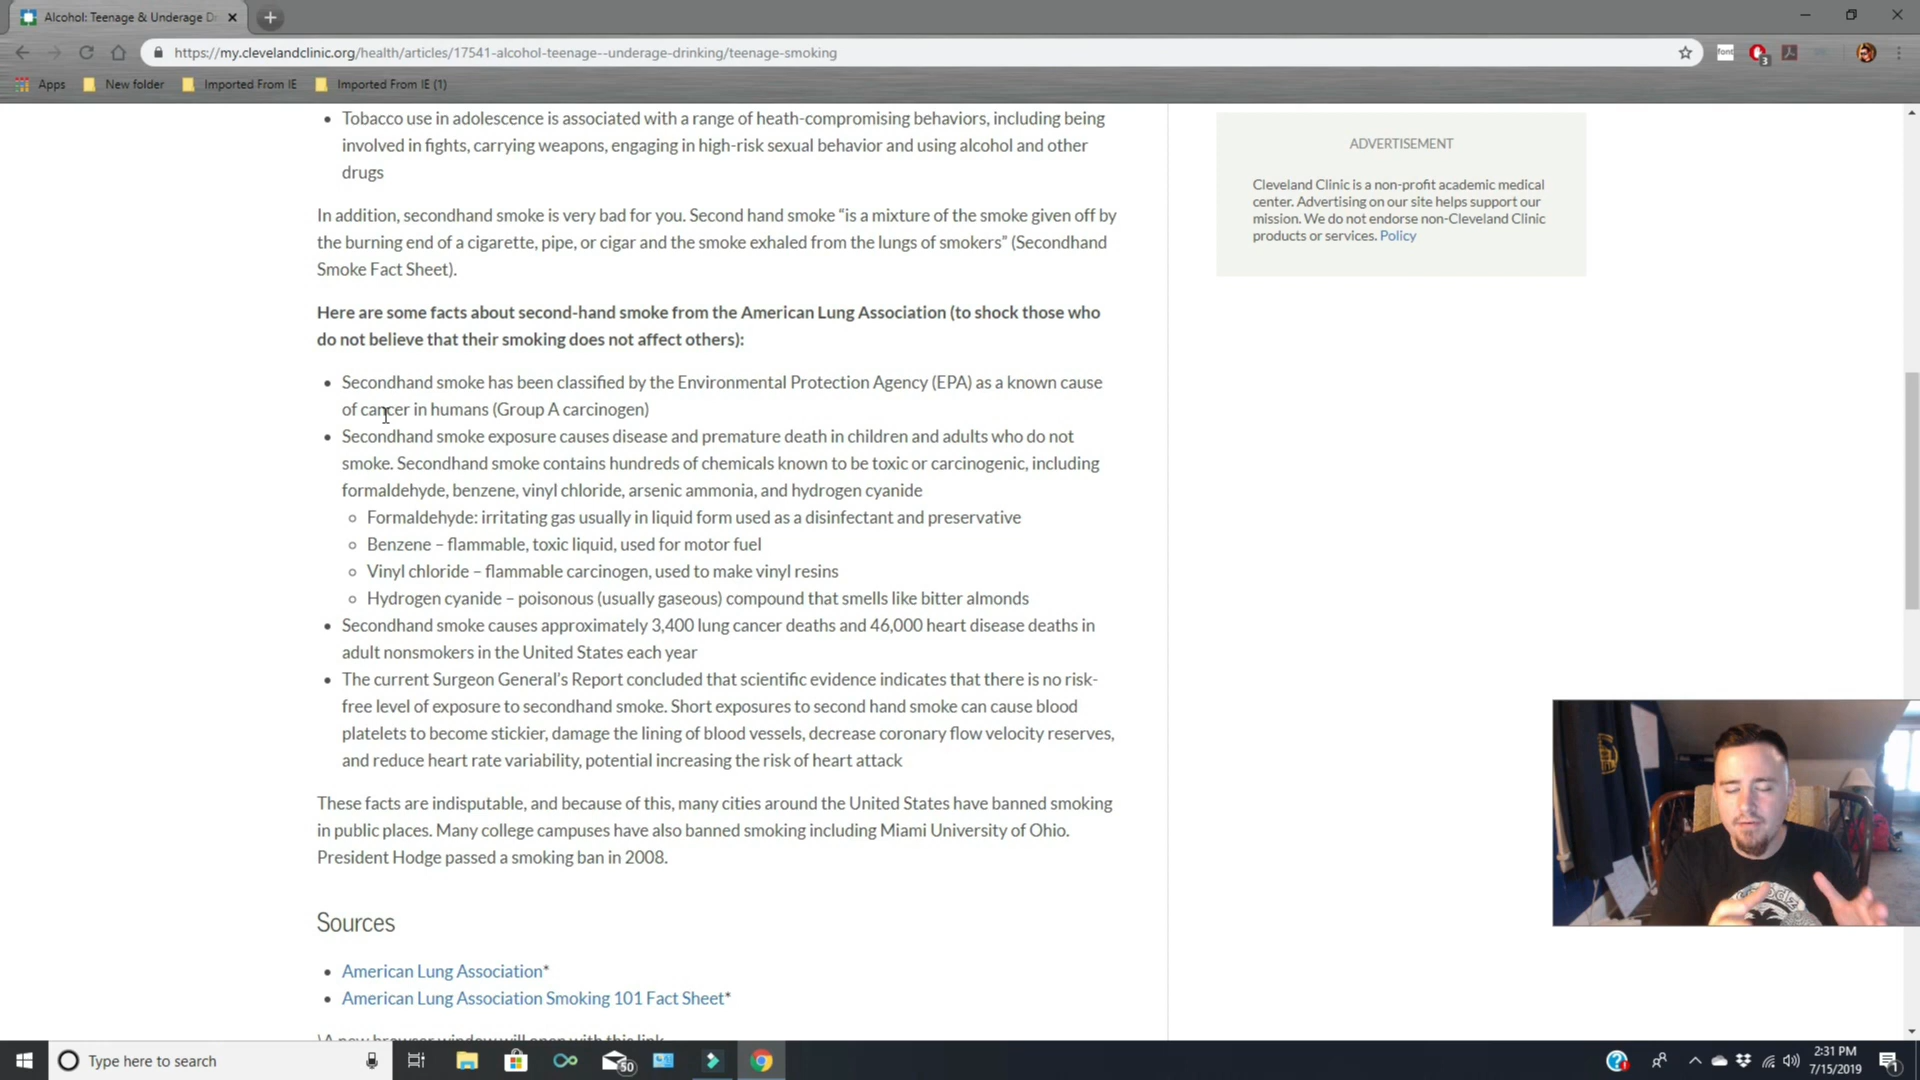 Alcohol: Teenage & Underage D
https://my.clevelandclinic.org/health/articles/17541-alcohol-teenage--underage-drinking/teenage-smoking
font
3
Apps
New folder
Imported From IE
Imported From IE (1)
• Tobacco use in adolescence is associated with a range of heath-compromising behaviors, including being
involved in fights, carrying weapons, engaging in high-risk sexual behavior and using alcohol and other
drugs
In addition, secondhand smoke is very bad for you. Second hand smoke “is a mixture of the smoke given off by
the burning end of a cigarette, pipe, or cigar and the smoke exhaled from the lungs of smokers” (Secondhand
Smoke Fact Sheet).
Here are some facts about second-hand smoke from the American Lung Association (to shock those who
do not believe that their smoking does not affect others):
• Secondhand smoke has been classified by the Environmental Protection Agency (EPA) as a known cause
of cancer in humans (Group A carcinogen)
• Secondhand smoke exposure causes disease and premature death in children and adults who do not
smoke. Secondhand smoke contains hundreds of chemicals known to be toxic or carcinogenic, including
formaldehyde, benzene, vinyl chloride, arsenic ammonia, and hydrogen cyanide
○ Formaldehyde: irritating gas usually in liquid form used as a disinfectant and preservative
○ Benzene – flammable, toxic liquid, used for motor fuel
○ Vinyl chloride – flammable carcinogen, used to make vinyl resins
○ Hydrogen cyanide – poisonous (usually gaseous) compound that smells like bitter almonds
• Secondhand smoke causes approximately 3,400 lung cancer deaths and 46,000 heart disease deaths in
adult nonsmokers in the United States each year
• The current Surgeon General’s Report concluded that scientific evidence indicates that there is no risk-
free level of exposure to secondhand smoke. Short exposures to second hand smoke can cause blood
platelets to become stickier, damage the lining of blood vessels, decrease coronary flow velocity reserves,
and reduce heart rate variability, potential increasing the risk of heart attack
These facts are indisputable, and because of this, many cities around the United States have banned smoking
in public places. Many college campuses have also banned smoking including Miami University of Ohio.
President Hodge passed a smoking ban in 2008.
Sources
• American Lung Association*
• American Lung Association Smoking 101 Fact Sheet*
\A new browser window will open with this link
ADVERTISEMENT
Cleveland Clinic is a non-profit academic medical
center. Advertising on our site helps support our
mission. We do not endorse non-Cleveland Clinic
products or services. Policy
Type here to search
50
2:31 PM
7/15/2019
1